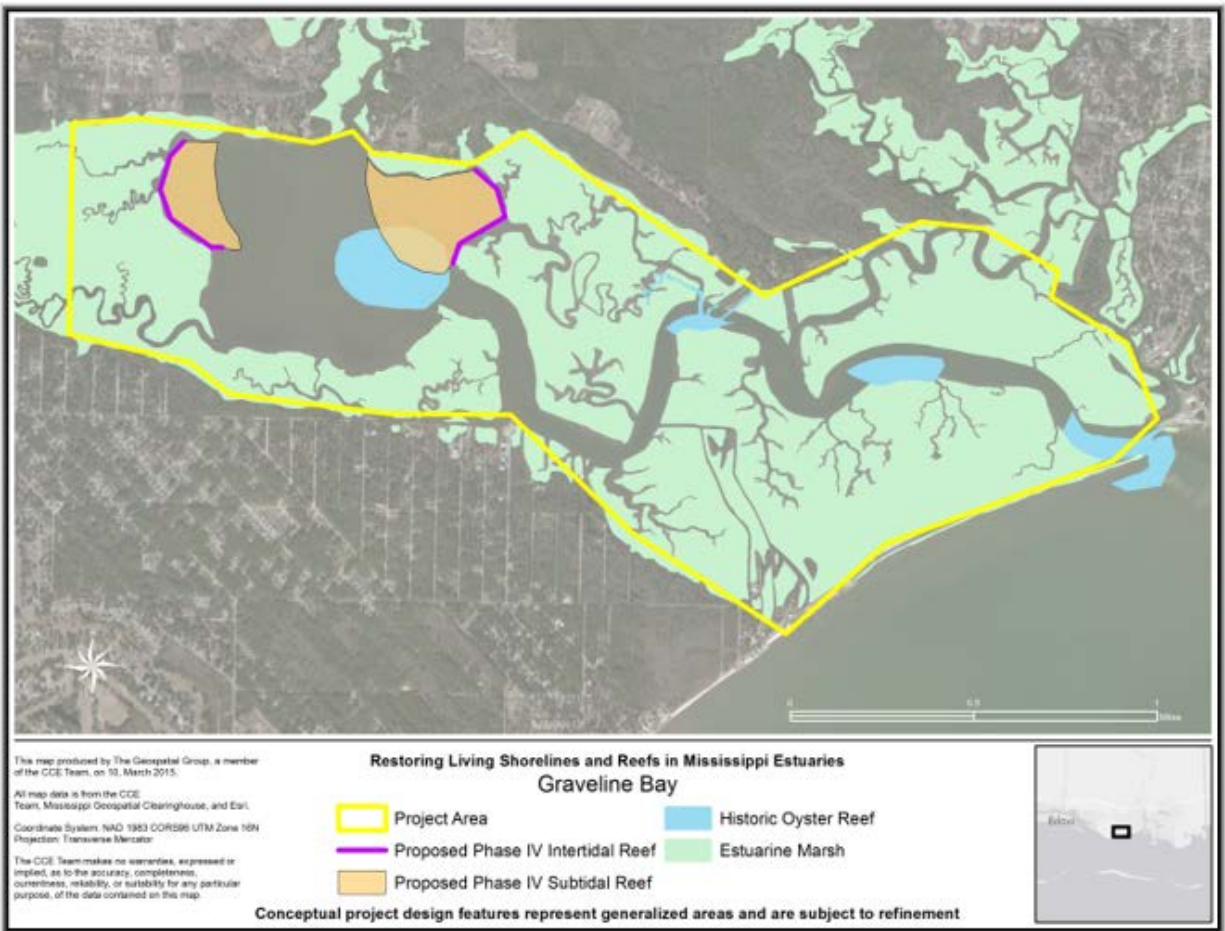 0
0.5
1
Miles
This map produced by The Geospatial Group, a member
of the CCE Team, on 10, March 2015.
All map data is from the CCE
Team, Mississippi Geospatial Clearinghouse, and Esri.
Coordinate System: NAD 1983 CORS96 UTM Zone 16N
Projection: Transverse Mercator
The CCE Team makes no warranties, expressed or
implied, as to the accuracy, completeness,
currentness, reliability, or suitability for any particular
purpose, of the data contained on this map.
Restoring Living Shorelines and Reefs in Mississippi Estuaries
Graveline Bay
Project Area
Proposed Phase IV Intertidal Reef
Proposed Phase IV Subtidal Reef
Historic Oyster Reef
Estuarine Marsh
Conceptual project design features represent generalized areas and are subject to refinement
Biloxi